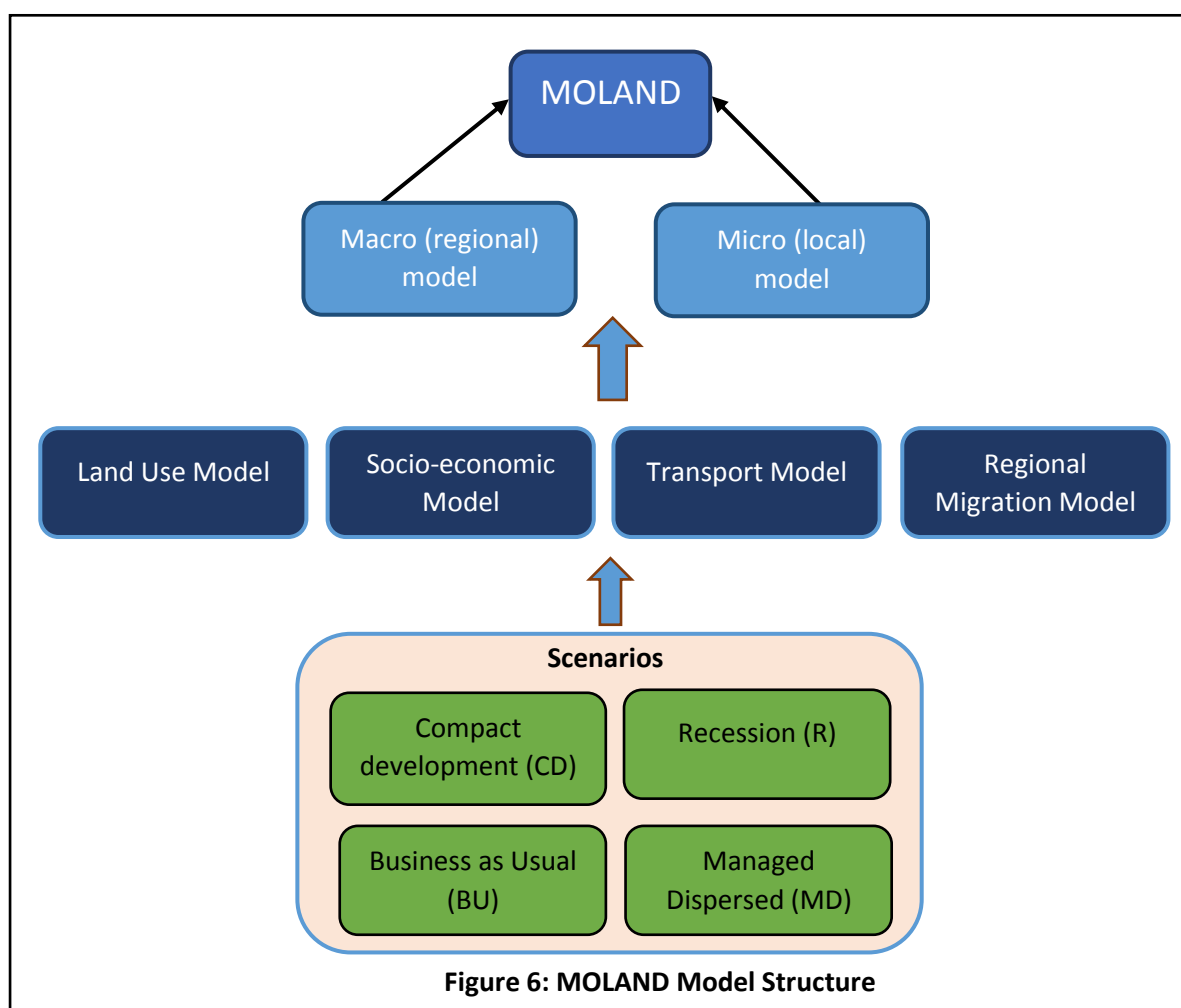 MOLAND
Macro (regional)
model
Micro (local)
model
Land Use Model
Socio-economic
Model
Transport Model
Regional
Migration Model
Scenarios
Compact
development (CD)
Recession (R)
Business as Usual
(BU)
Managed
Dispersed (MD)
Figure 6: MOLAND Model Structure